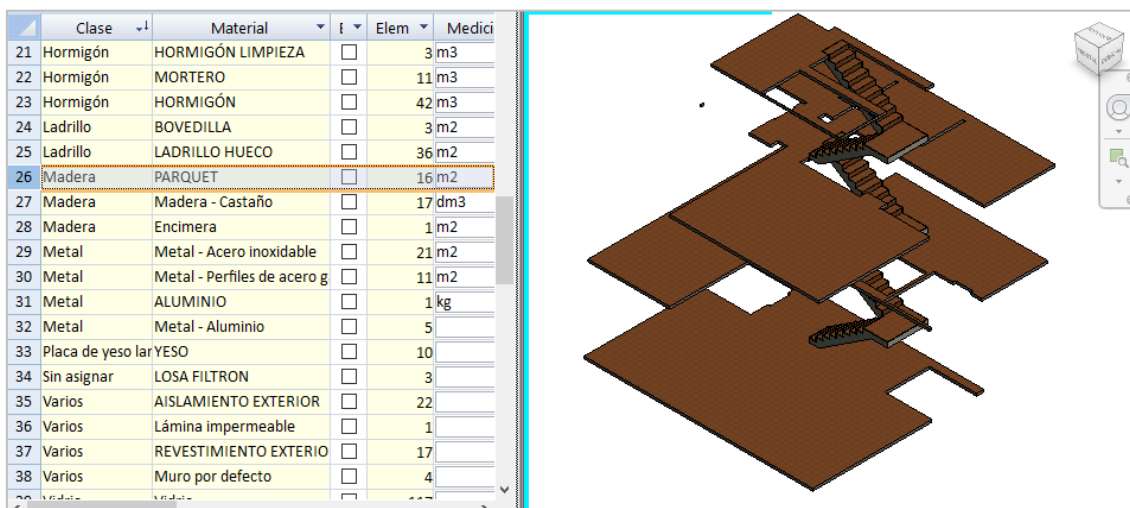 Clase Material E Elem Medici
21 Hormigón HORMIGÓN LIMPIEZA 3 m3
22 Hormigón MORTERO 11 m3
23 Hormigón HORMIGÓN 42 m3
24 Ladrillo BOVEDILLA 3 m2
25 Ladrillo LADRILLO HUECO 36 m2
26 Madera PARQUET 16 m2
27 Madera Madera - Castaño 17 dm3
28 Madera Encimera 1 m2
29 Metal Metal - Acero inoxidable 21 m2
30 Metal Metal - Perfiles de acero g 11 m2
31 Metal ALUMINIO 1 kg
32 Metal Metal - Aluminio 5
33 Placa de yeso lar YESO 10
34 Sin asignar LOSA FILTRON 3
35 Varios AISLAMIENTO EXTERIOR 22
36 Varios Lámina impermeable 1
37 Varios REVESTIMIENTO EXTERIO 17
38 Varios Muro por defecto 4